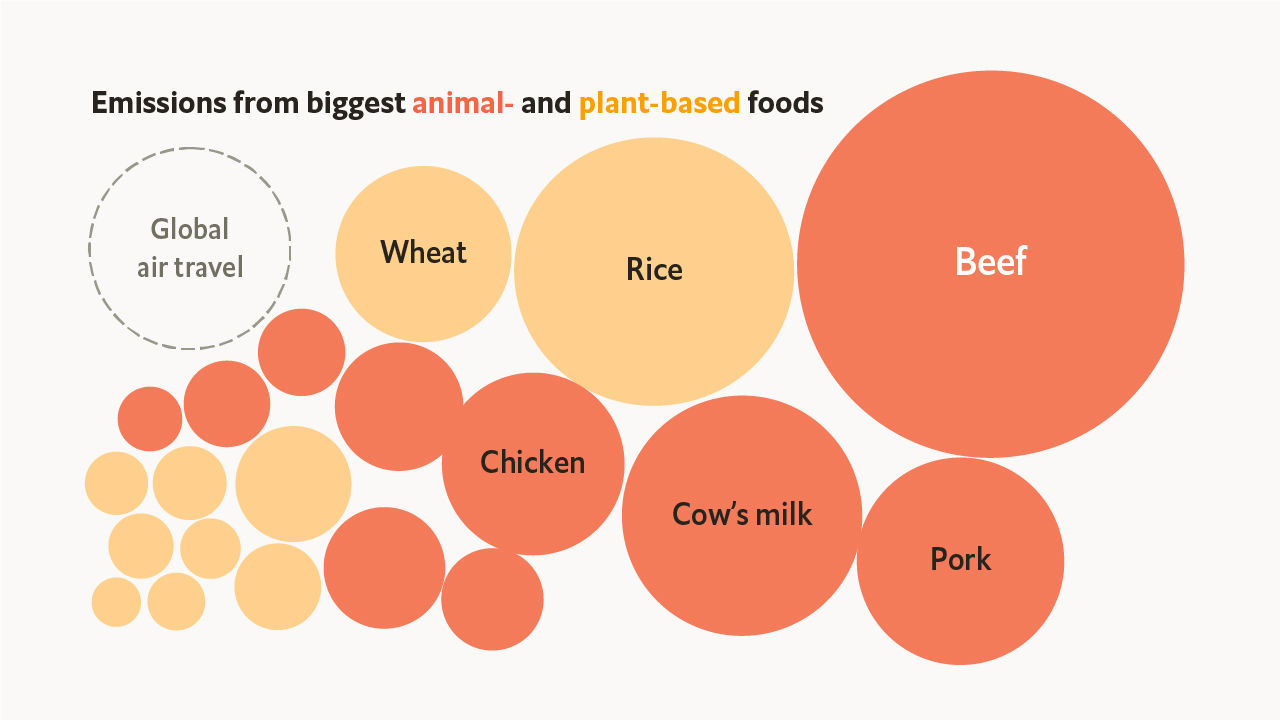 Emissions from biggest animal- and plant-based foods
Global
air travel
Wheat
Rice
Beef
Chicken
Cow’s milk
Pork